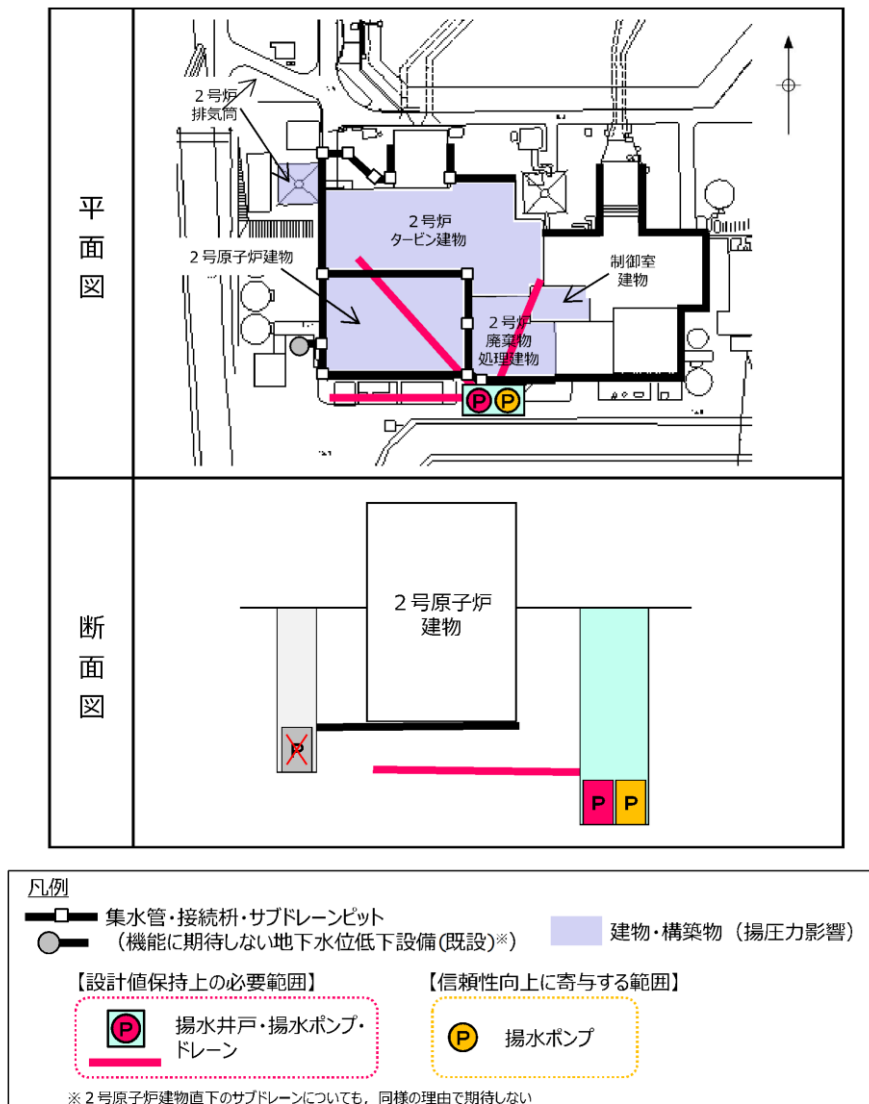 平面図
2号炉
排気筒
2号炉
タービン建物
2号原子炉建物
制御室
建物
2号炉
廃棄物
処理建物
P P
断面図
2号原子炉
建物
P
P P
凡例
集水管・接続枡・サブドレーンピット
(機能に期待しない地下水位低下設備(既設)※)
建物・構築物（揚圧力影響）
【設計値保持上の必要範囲】
【信頼性向上に寄与する範囲】
P 揚水井戸・揚水ポンプ・
ドレーン
P 揚水ポンプ
※２号原子炉建物直下のサブドレーンについても，同様の理由で期待しない